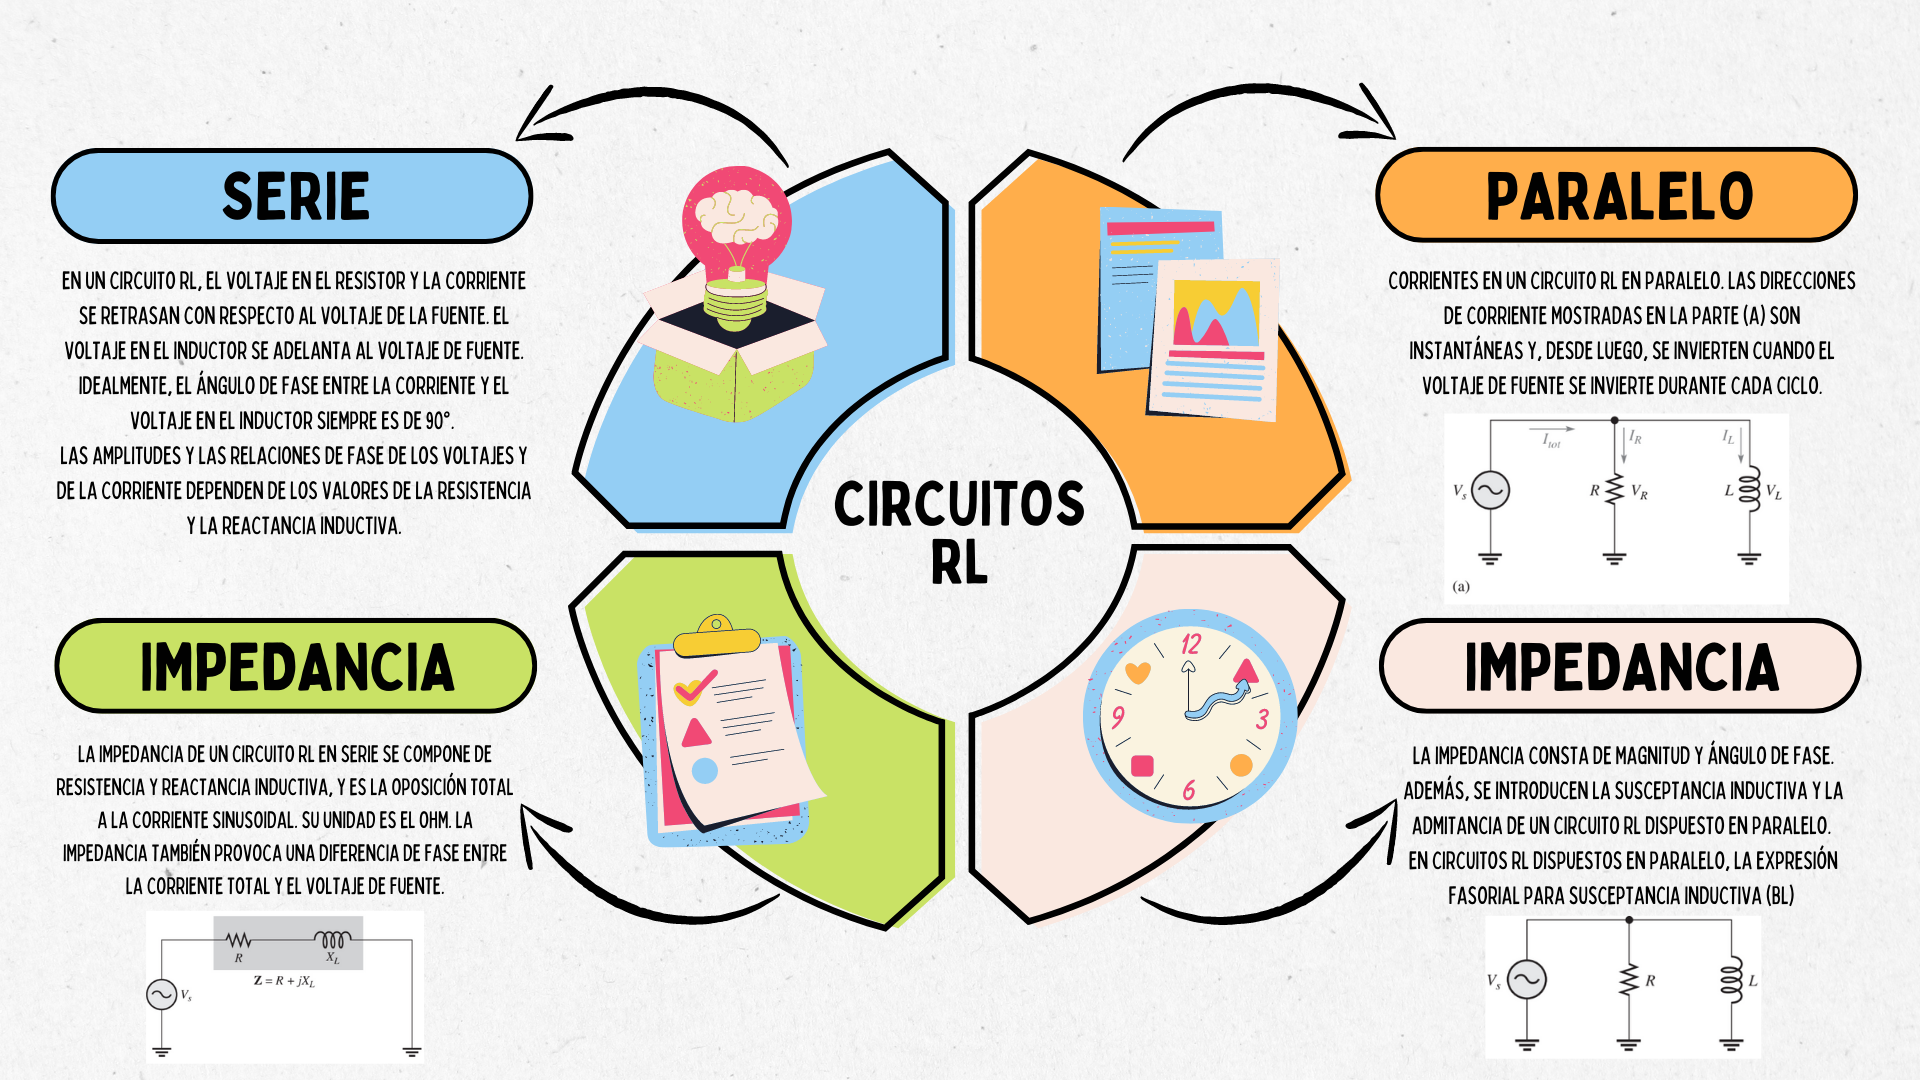 SERIE
EN UN CIRCUITO RL, EL VOLTAJE EN EL RESISTOR Y LA CORRIENTE
SE RETRASAN CON RESPECTO AL VOLTAJE DE LA FUENTE. EL
VOLTAJE EN EL INDUCTOR SE ADELANTA AL VOLTAJE DE FUENTE.
IDEALMENTE, EL ÁNGULO DE FASE ENTRE LA CORRIENTE Y EL
VOLTAJE EN EL INDUCTOR SIEMPRE ES DE 90°.
LAS AMPLITUDES Y LAS RELACIONES DE FASE DE LOS VOLTAJES Y
DE LA CORRIENTE DEPENDEN DE LOS VALORES DE LA RESISTENCIA
Y LA REACTANCIA INDUCTIVA.
PARALELO
CORRIENTES EN UN CIRCUITO RL EN PARALELO. LAS DIRECCIONES
DE CORRIENTE MOSTRADAS EN LA PARTE (A) SON
INSTANTÁNEAS Y, DESDE LUEGO, SE INVIERTEN CUANDO EL
VOLTAJE DE FUENTE SE INVIERTE DURANTE CADA CICLO.
I_tot I_R I_L
V_s R V_R L V_L
(a)
CIRCUITOS
RL
IMPEDANCIA
LA IMPEDANCIA DE UN CIRCUITO RL EN SERIE SE COMPONE DE
RESISTENCIA Y REACTANCIA INDUCTIVA, Y ES LA OPOSICIÓN TOTAL
A LA CORRIENTE SINUSOIDAL. SU UNIDAD ES EL OHM. LA
IMPEDANCIA TAMBIÉN PROVOCA UNA DIFERENCIA DE FASE ENTRE
LA CORRIENTE TOTAL Y EL VOLTAJE DE FUENTE.
R X_L
Z = R + jX_L
V_s
12
9 3
6
IMPEDANCIA
LA IMPEDANCIA CONSTA DE MAGNITUD Y ÁNGULO DE FASE.
ADEMÁS, SE INTRODUCEN LA SUSCEPTANCIA INDUCTIVA Y LA
ADMITANCIA DE UN CIRCUITO RL DISPUESTO EN PARALELO.
EN CIRCUITOS RL DISPUESTOS EN PARALELO, LA EXPRESIÓN
FASORIAL PARA SUSCEPTANCIA INDUCTIVA (BL)
V_s R L